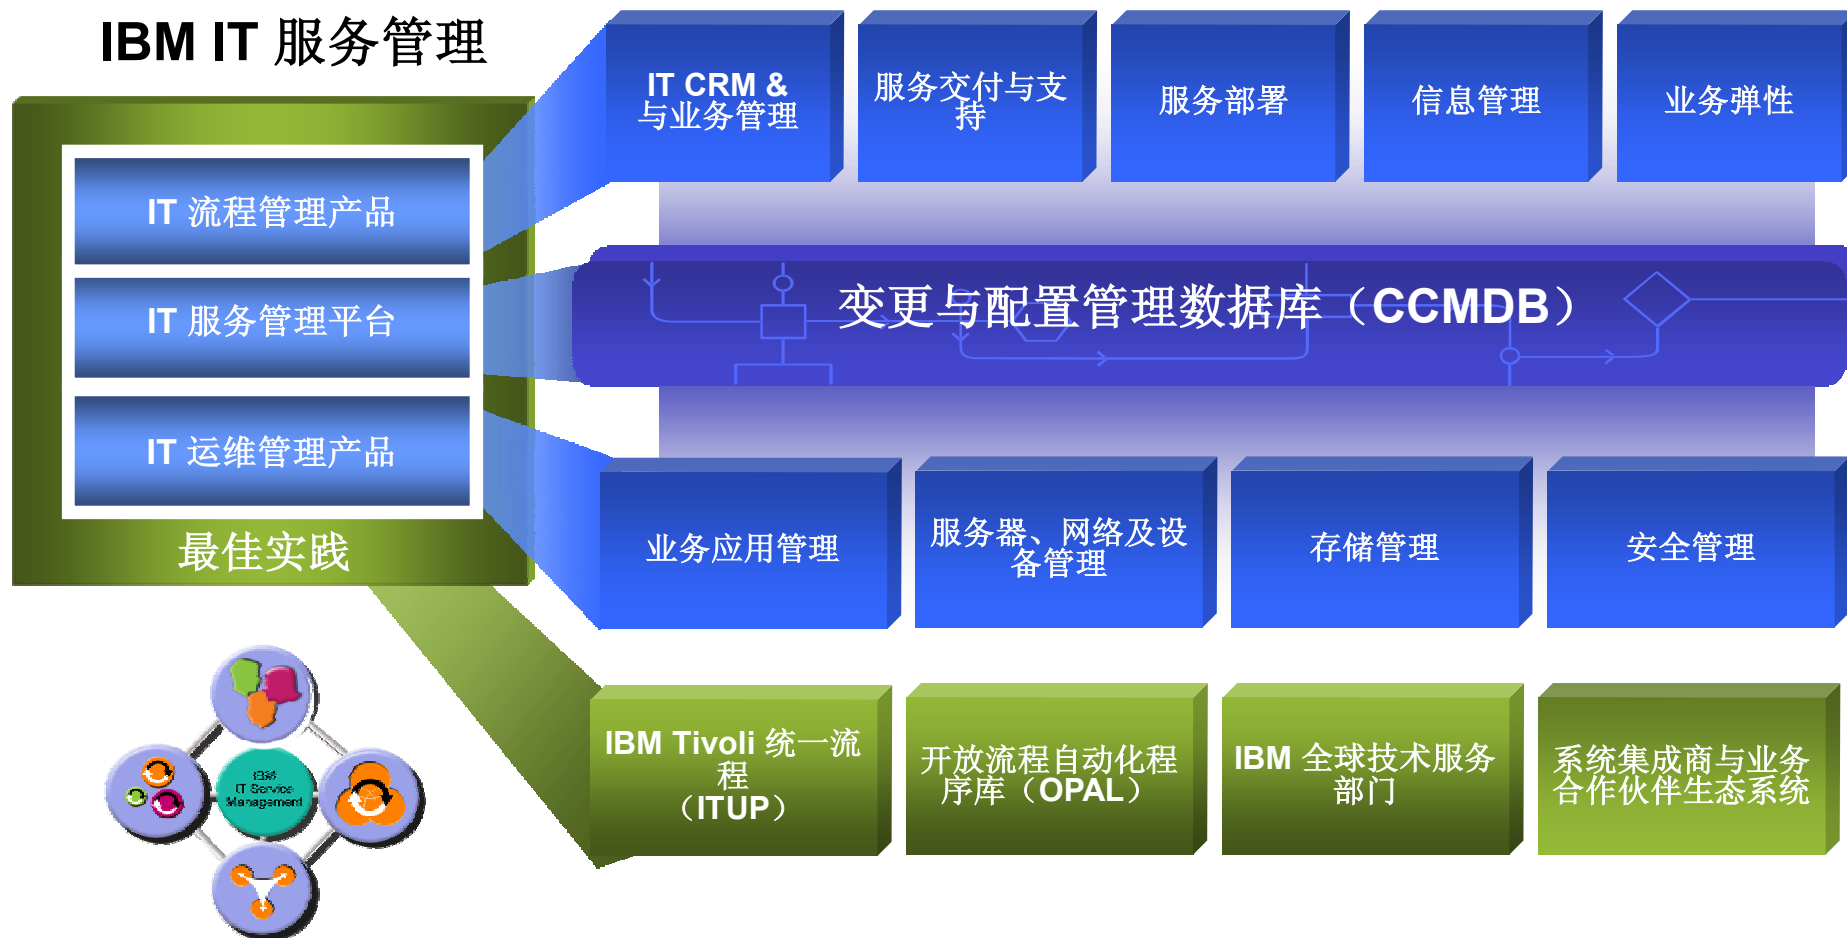 IBM IT 服务管理
IT 流程管理产品
IT 服务管理平台
IT 运维管理产品
最佳实践
IT CRM &
与业务管理
服务交付与支
持
服务部署
信息管理
业务弹性
变更与配置管理数据库（CCMDB）
业务应用管理
服务器、网络及设
备管理
存储管理
安全管理
IBM Tivoli 统一流
程
（ITUP）
开放流程自动化程
序库（OPAL）
IBM 全球技术服务
部门
系统集成商与业务
合作伙伴生态系统
IBM
IT Service
Management